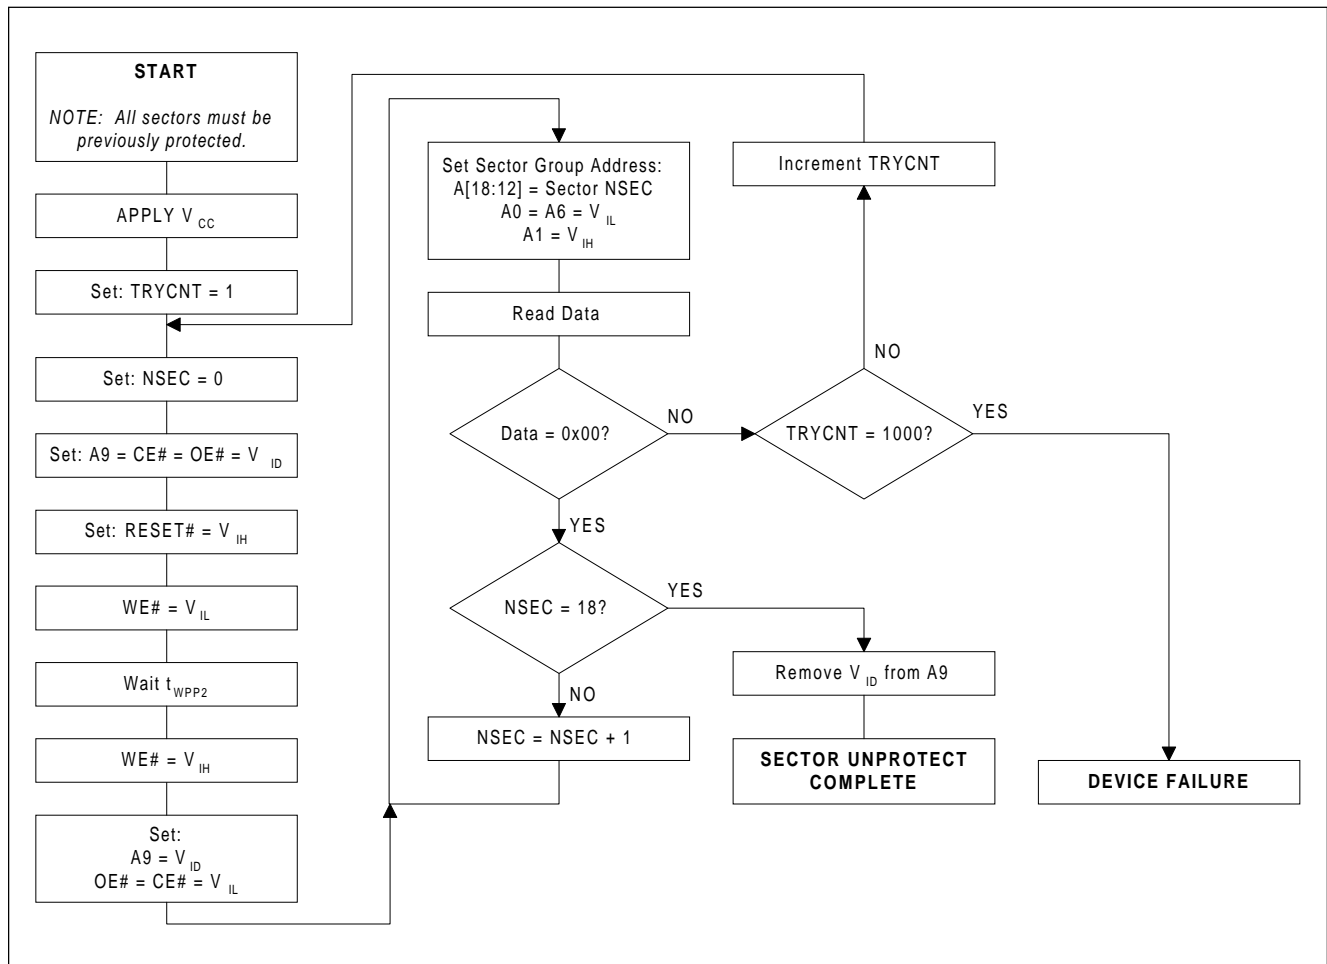 START
NOTE: All sectors must be
previously protected.
APPLY V CC
Set: TRYCNT = 1
Set: NSEC = 0
Set: A9 = CE# = OE# = V ID
Set: RESET# = V IH
WE# = V IL
Wait t WPP2
WE# = V IH
Set:
A9 = V ID
OE# = CE# = V IL
Set Sector Group Address:
A[18:12] = Sector NSEC
A0 = A6 = V IL
A1 = V IH
Read Data
Data = 0x00?
NO
YES
NSEC = 18?
YES
NO
NSEC = NSEC + 1
Increment TRYCNT
NO
TRYCNT = 1000?
YES
Remove V ID from A9
SECTOR UNPROTECT
COMPLETE
DEVICE FAILURE